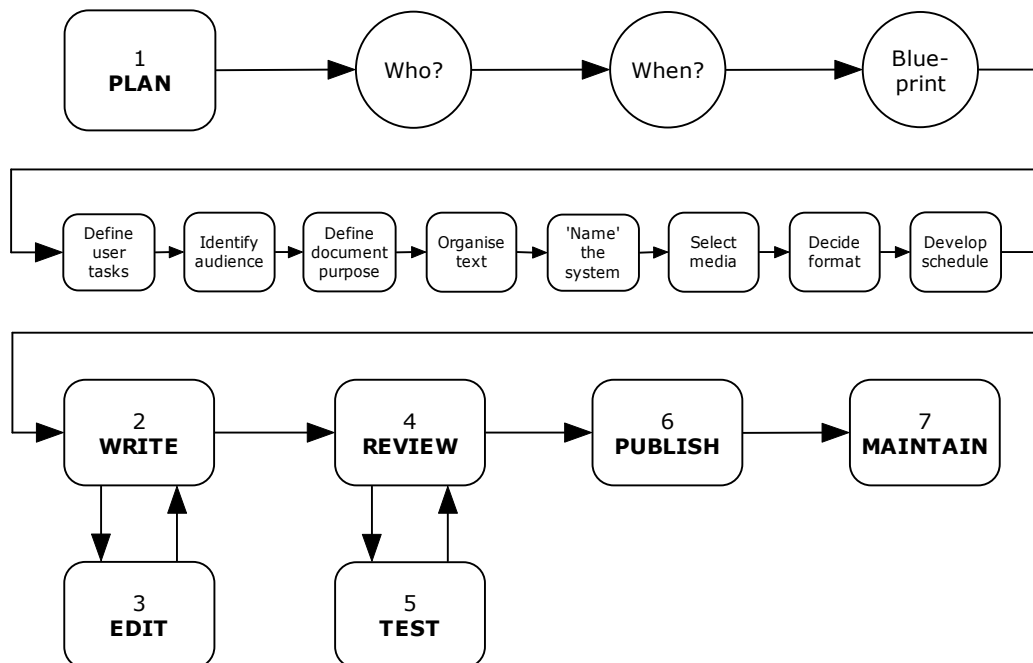 1
PLAN
Who?
When?
Blue-
print
Define
user
tasks
Identify
audience
Define
document
purpose
Organise
text
'Name'
the
system
Select
media
Decide
format
Develop
schedule
2
WRITE
4
REVIEW
6
PUBLISH
7
MAINTAIN
3
EDIT
5
TEST